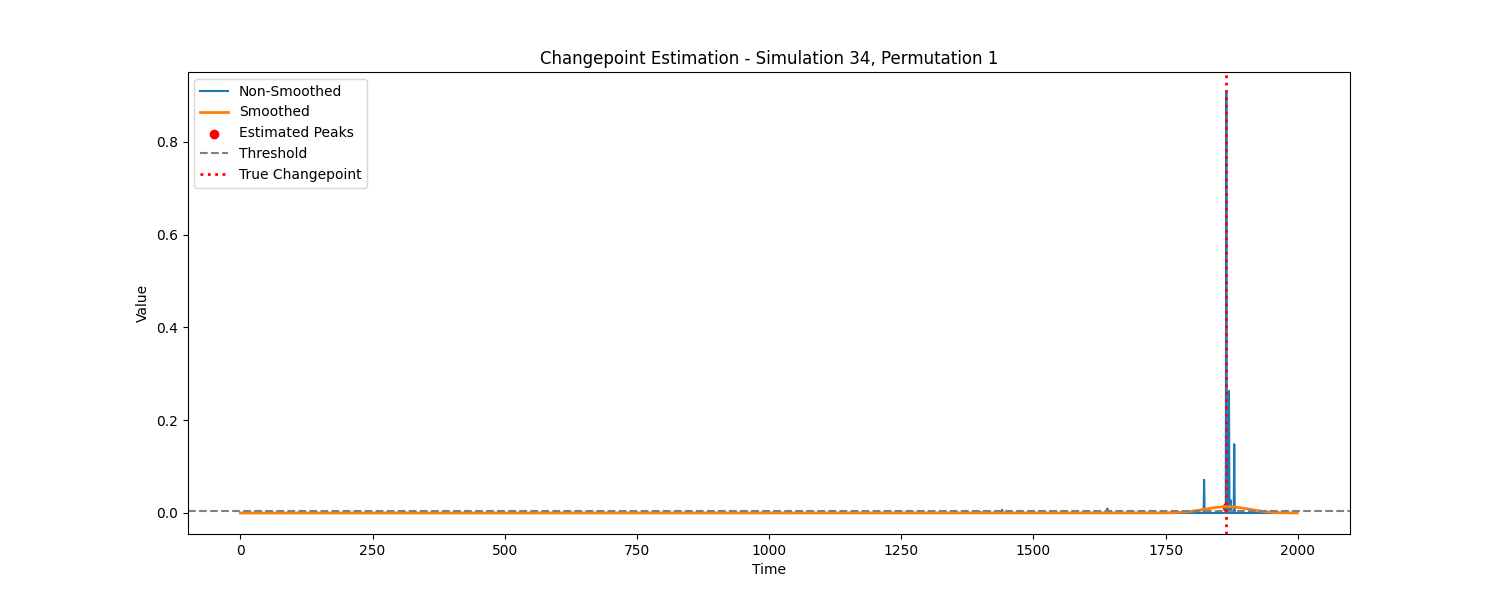 Changepoint Estimation - Simulation 34, Permutation 1
Non-Smoothed
Smoothed
Estimated Peaks
Threshold
True Changepoint
Value
0.8
0.6
0.4
0.2
0.0
0 250 500 750 1000 1250 1500 1750 2000
Time